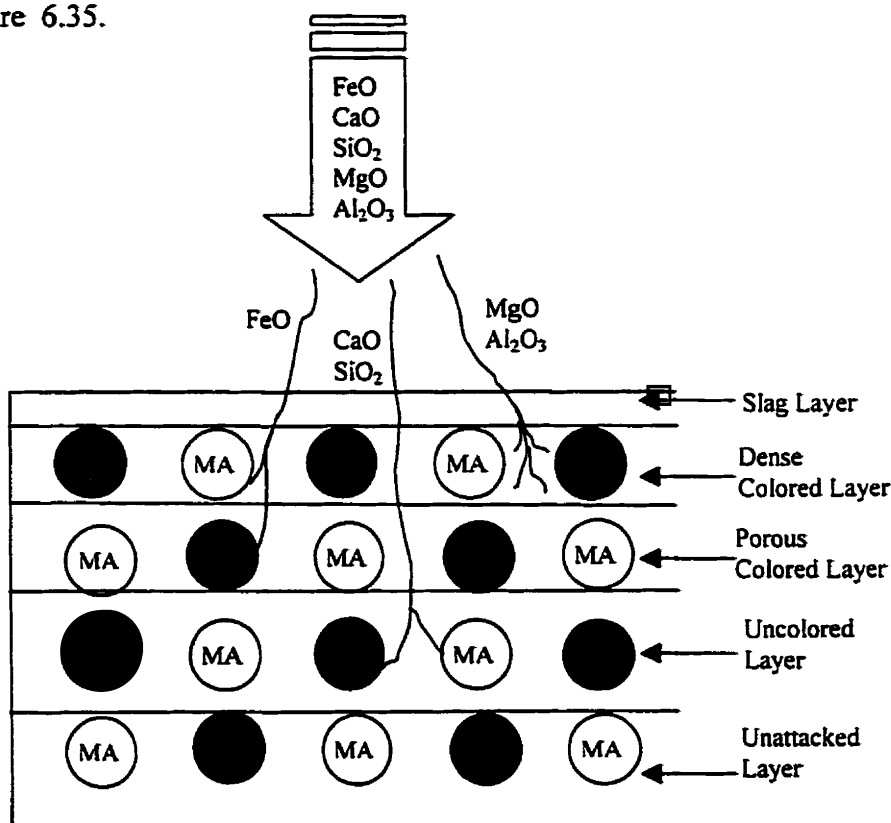 re 6.35.
FeO
CaO
SiO₂
MgO
Al₂O₃
FeO
CaO
SiO₂
MgO
Al₂O₃
Slag Layer
MA
MA
Dense
Colored Layer
MA
MA
MA
Porous
Colored Layer
MA
MA
Uncolored
Layer
MA
MA
MA
Unattacked
Layer